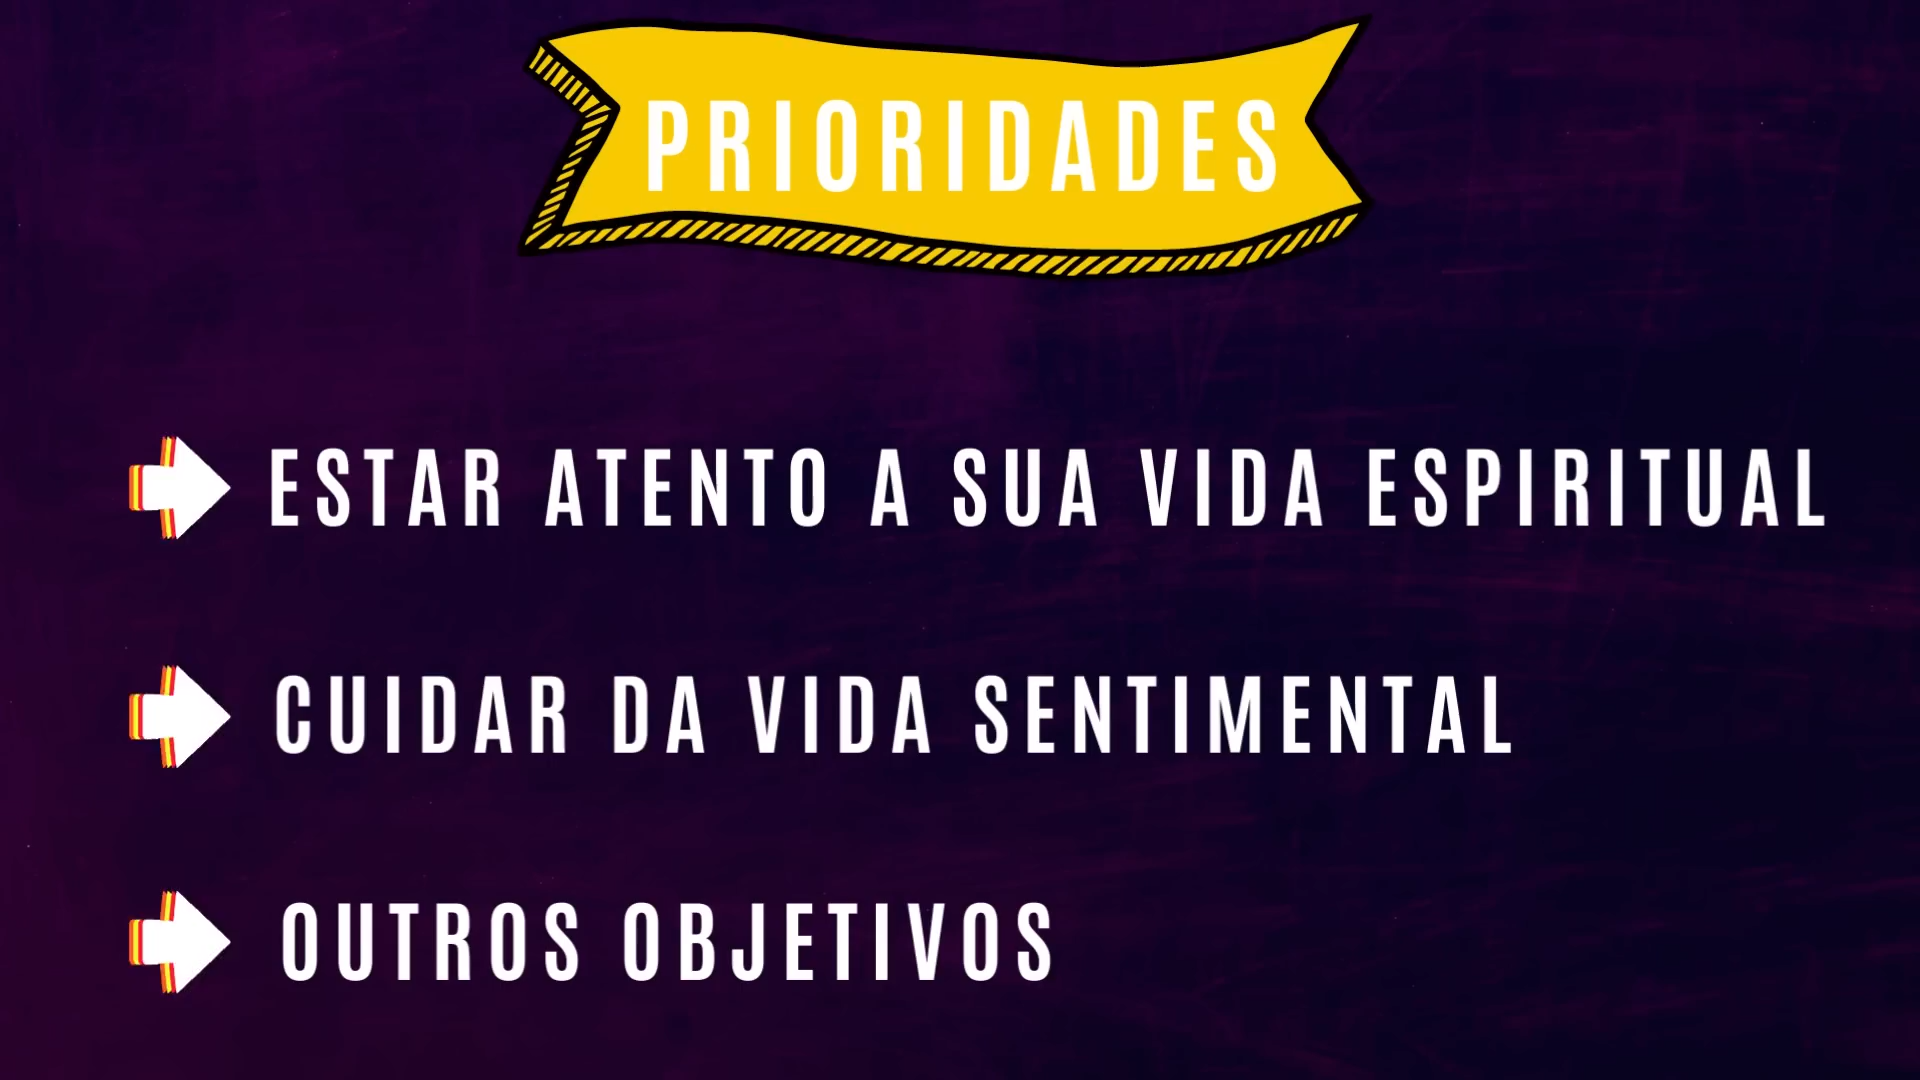 PRIORIDADES
ESTAR ATENTO A SUA VIDA ESPIRITUAL
CUIDAR DA VIDA SENTIMENTAL
OUTROS OBJETIVOS